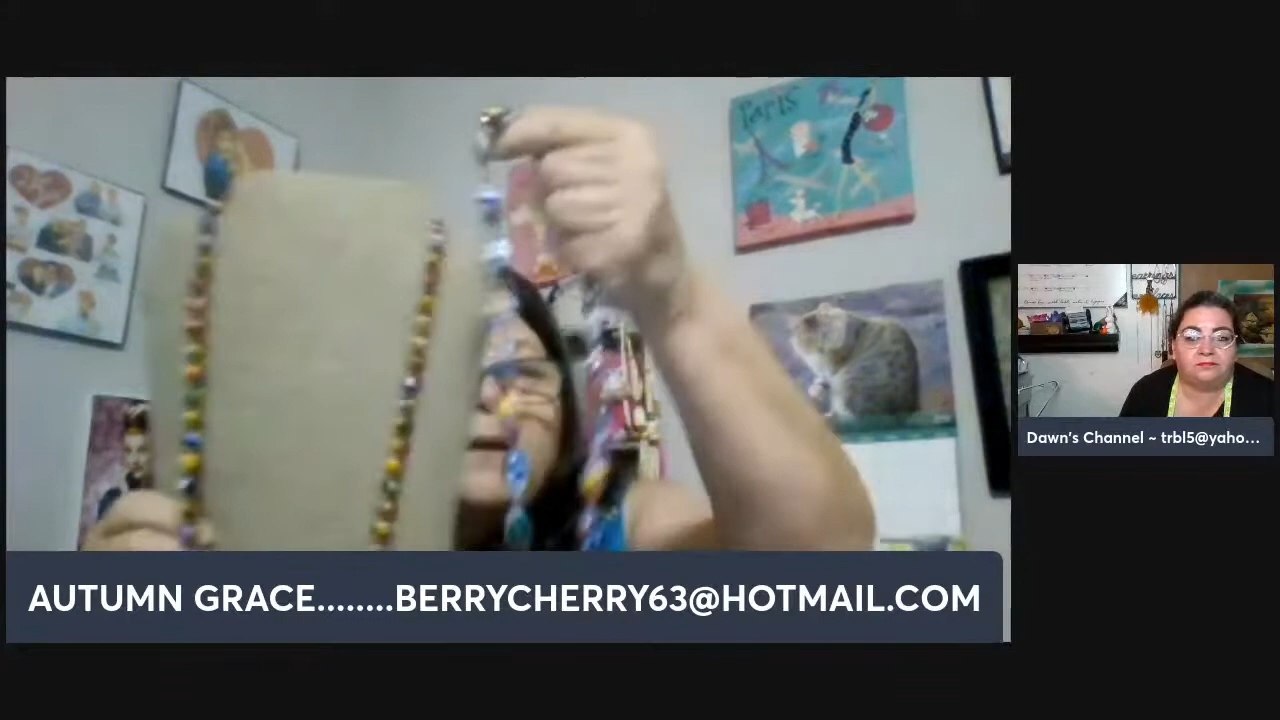 Paris
AUTUMN GRACE........BERRYCHERRY63@HOTMAIL.COM
Dawn's Channel ~ trbl5@yaho...